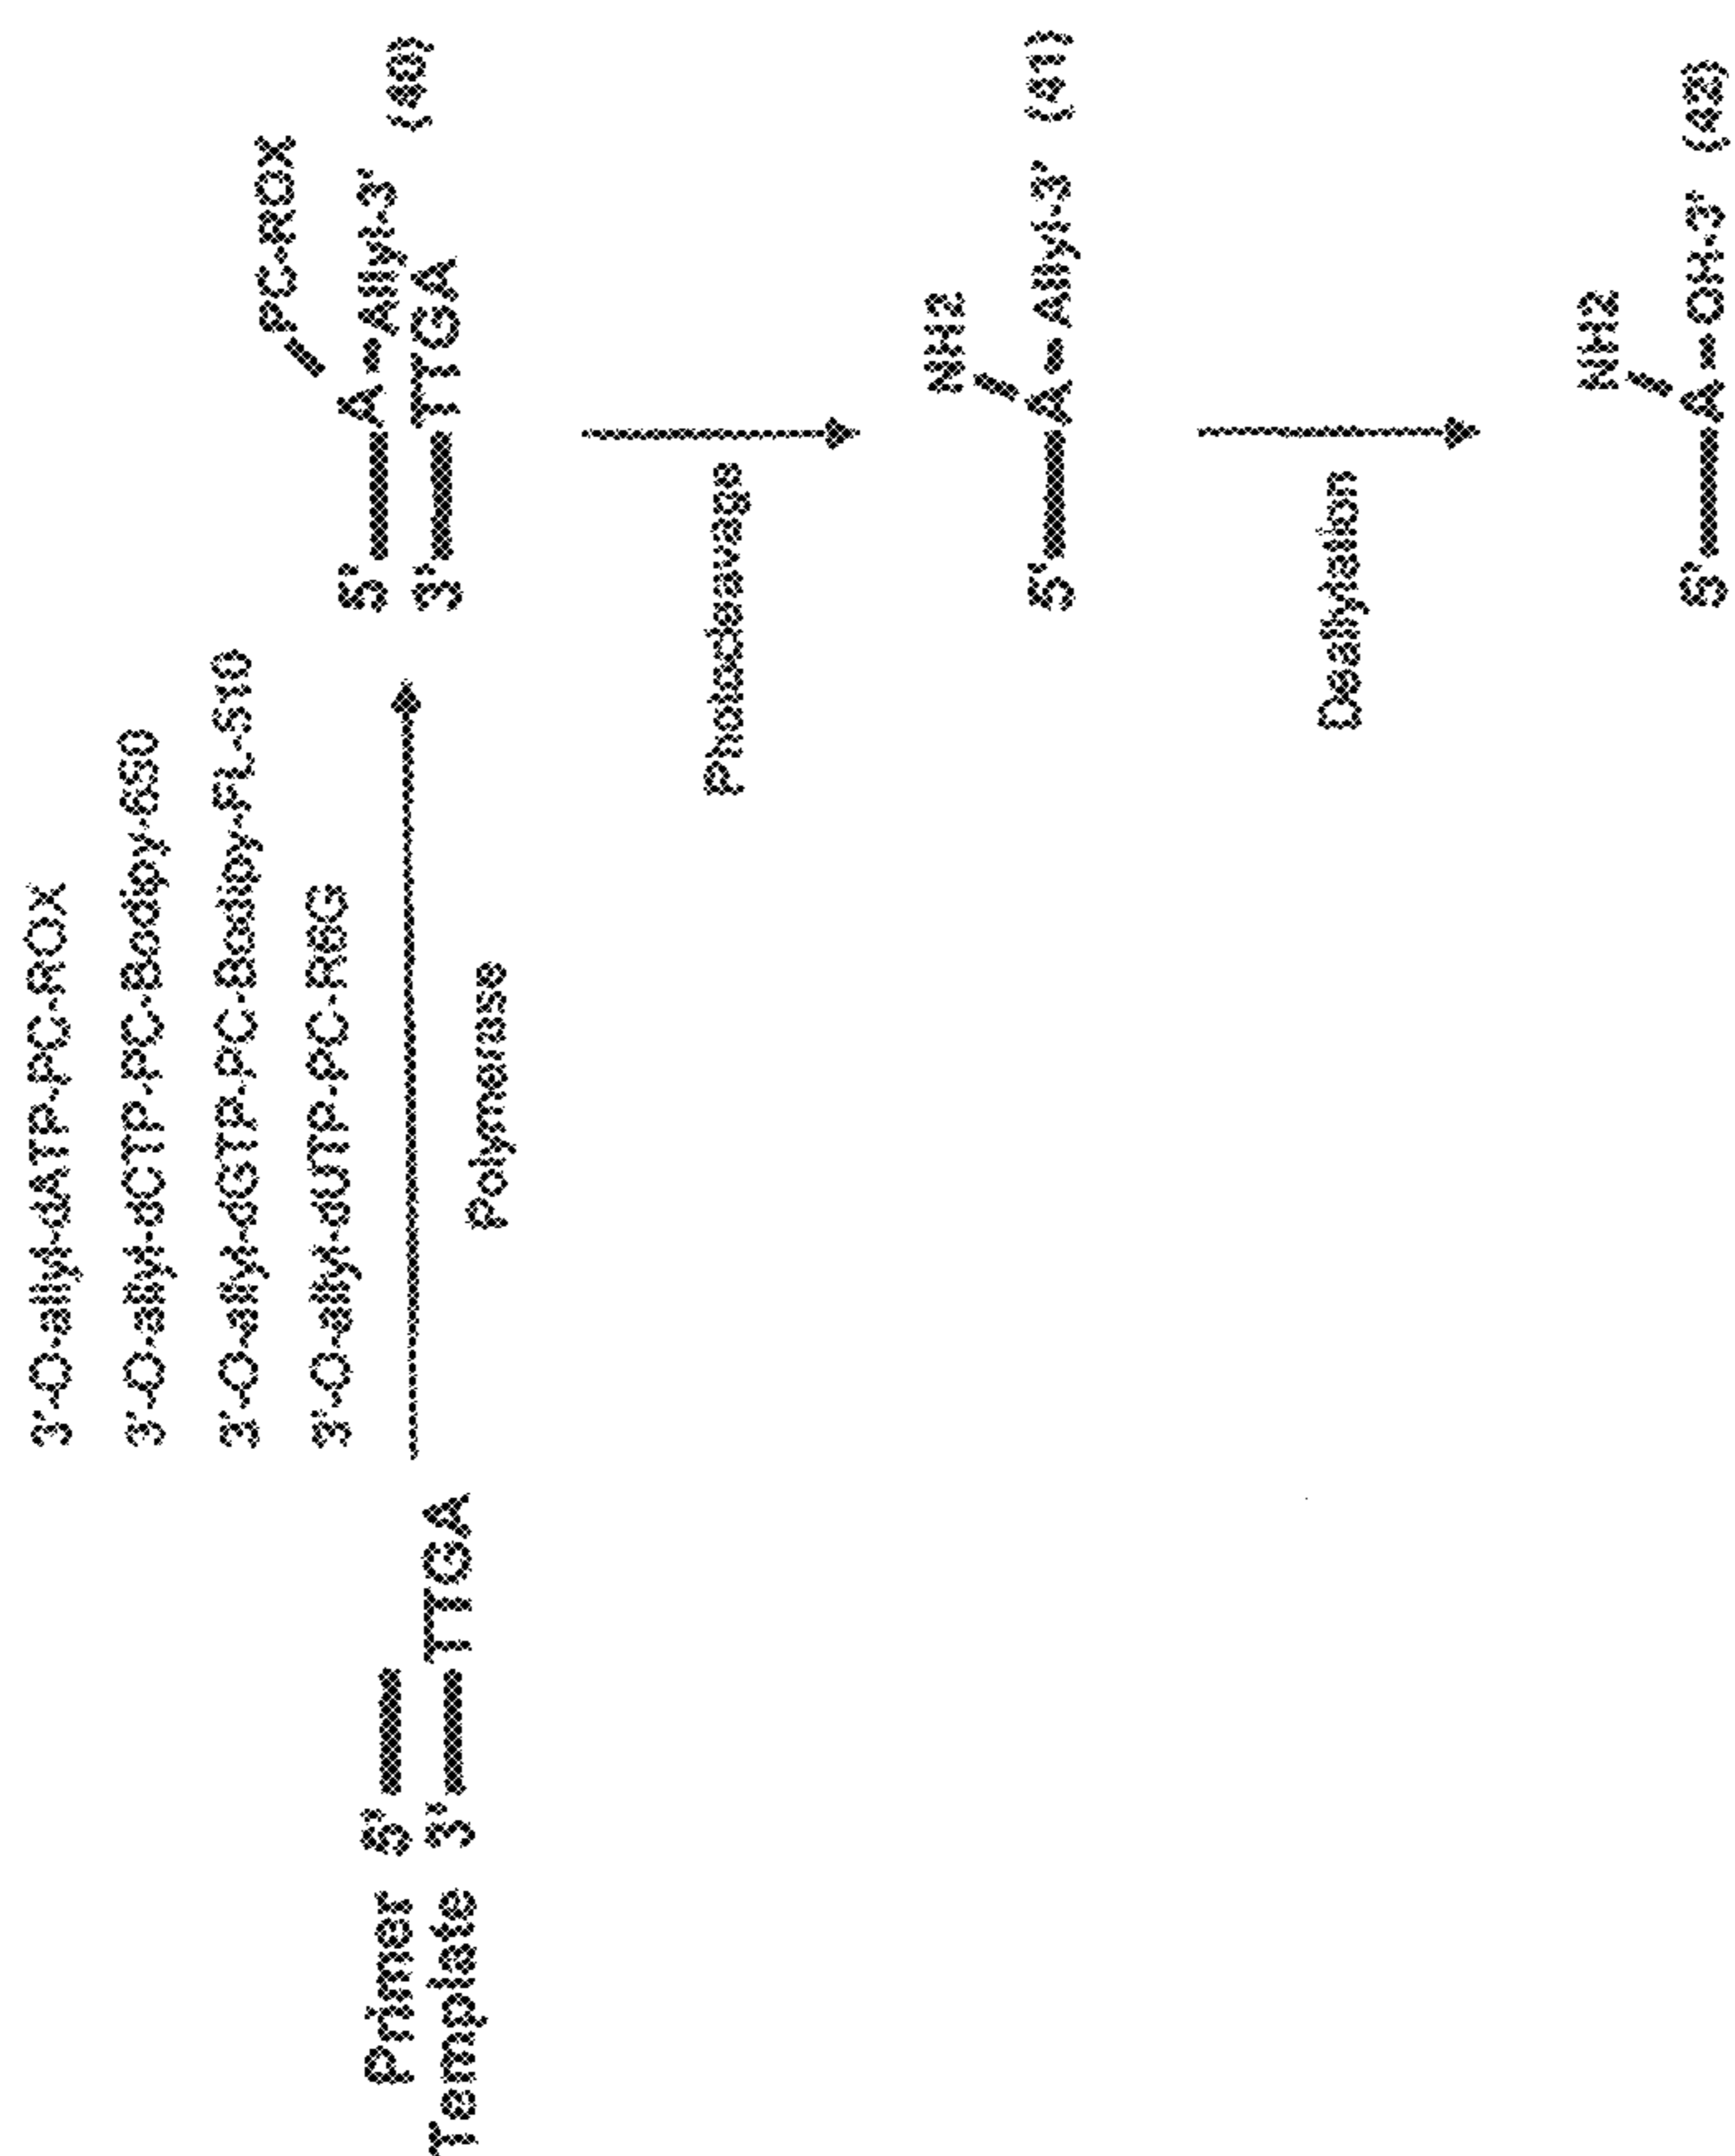 3'-O-allyl-dATP-PC-ROX
3'-O-allyl-dCTP-PC-Bodipy-650
3'-O-allyl-dGTP-PC-Bodipy-FL-510
3'-O-allyl-dUTP-PC-R6G
PC-ROX
Primer 5' A Allyl-3' (40)
Template 3' TTGA 5' 3' TTGA
Polymerase
Photocleavage
NH2
5' A Allyl-3' (41)
Deallylation
NH2
5' A OH-3'